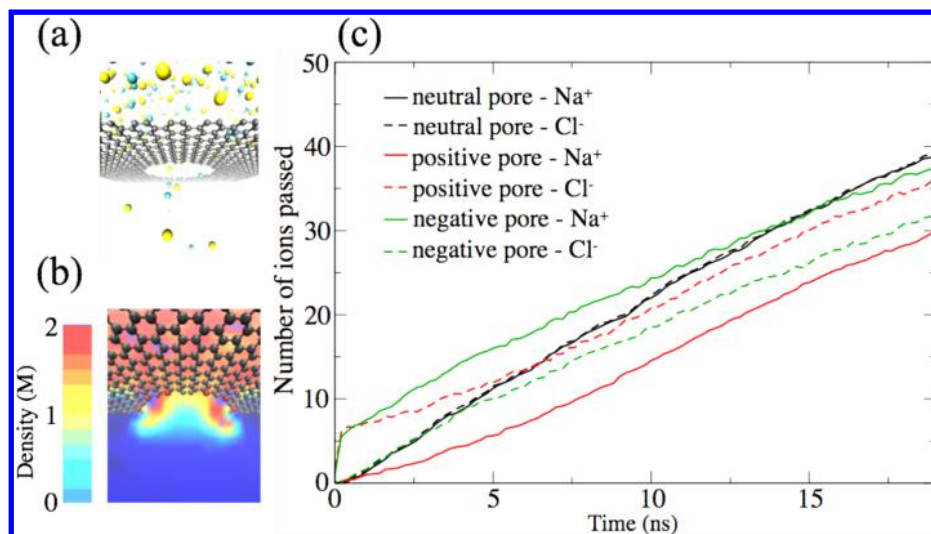 (a)
(b)
2
1
0
Density (M)
(c)
50
40
30
20
10
0
Number of ions passed
neutral pore - Na⁺
neutral pore - Cl⁻
positive pore - Na⁺
positive pore - Cl⁻
negative pore - Na⁺
negative pore - Cl⁻
0 5 10 15
Time (ns)